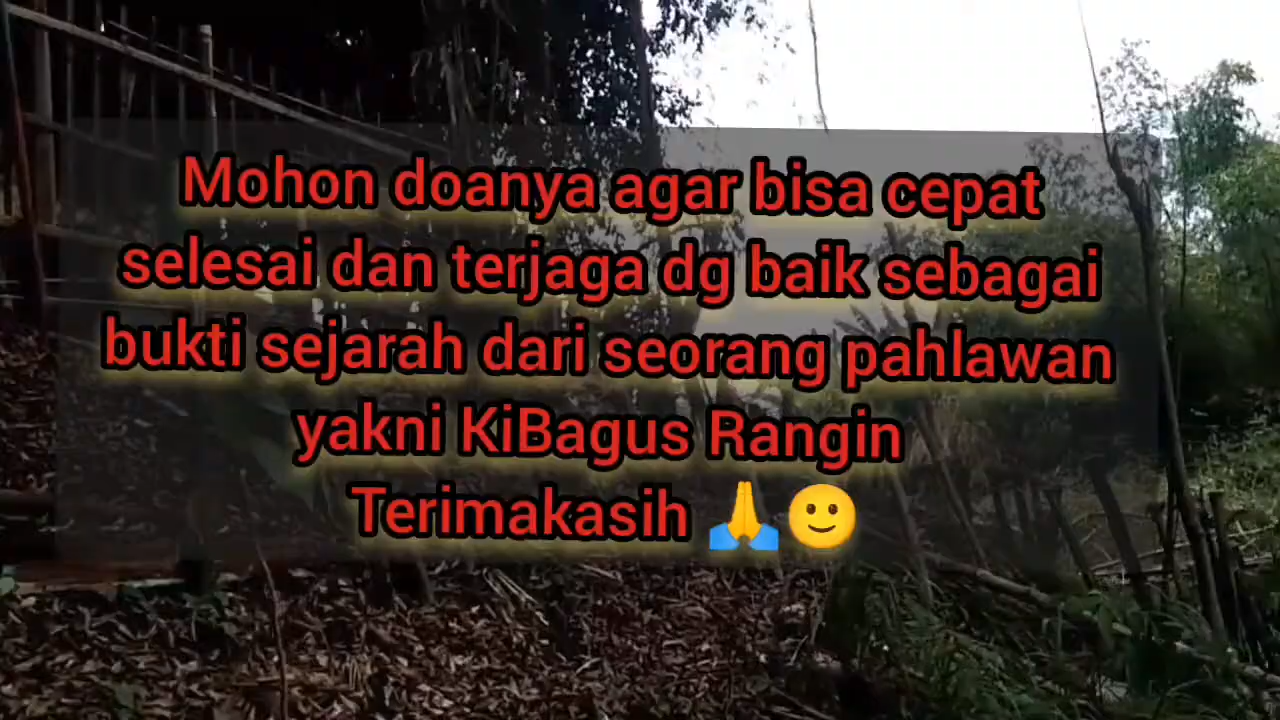 Mohon doanya agar bisa cepat
selesai dan terjaga dg baik sebagai
bukti sejarah dari seorang pahlawan
yakni KiBagus Rangin
Terimakasih 🙏🙂